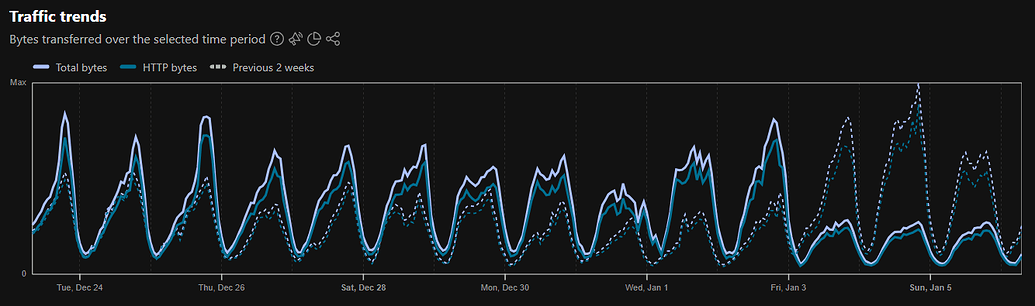 Traffic trends
Bytes transferred over the selected time period
Total bytes HTTP bytes Previous 2 weeks
Max
0
Tue, Dec 24 Thu, Dec 26 Sat, Dec 28 Mon, Dec 30 Wed, Jan 1 Fri, Jan 3 Sun, Jan 5